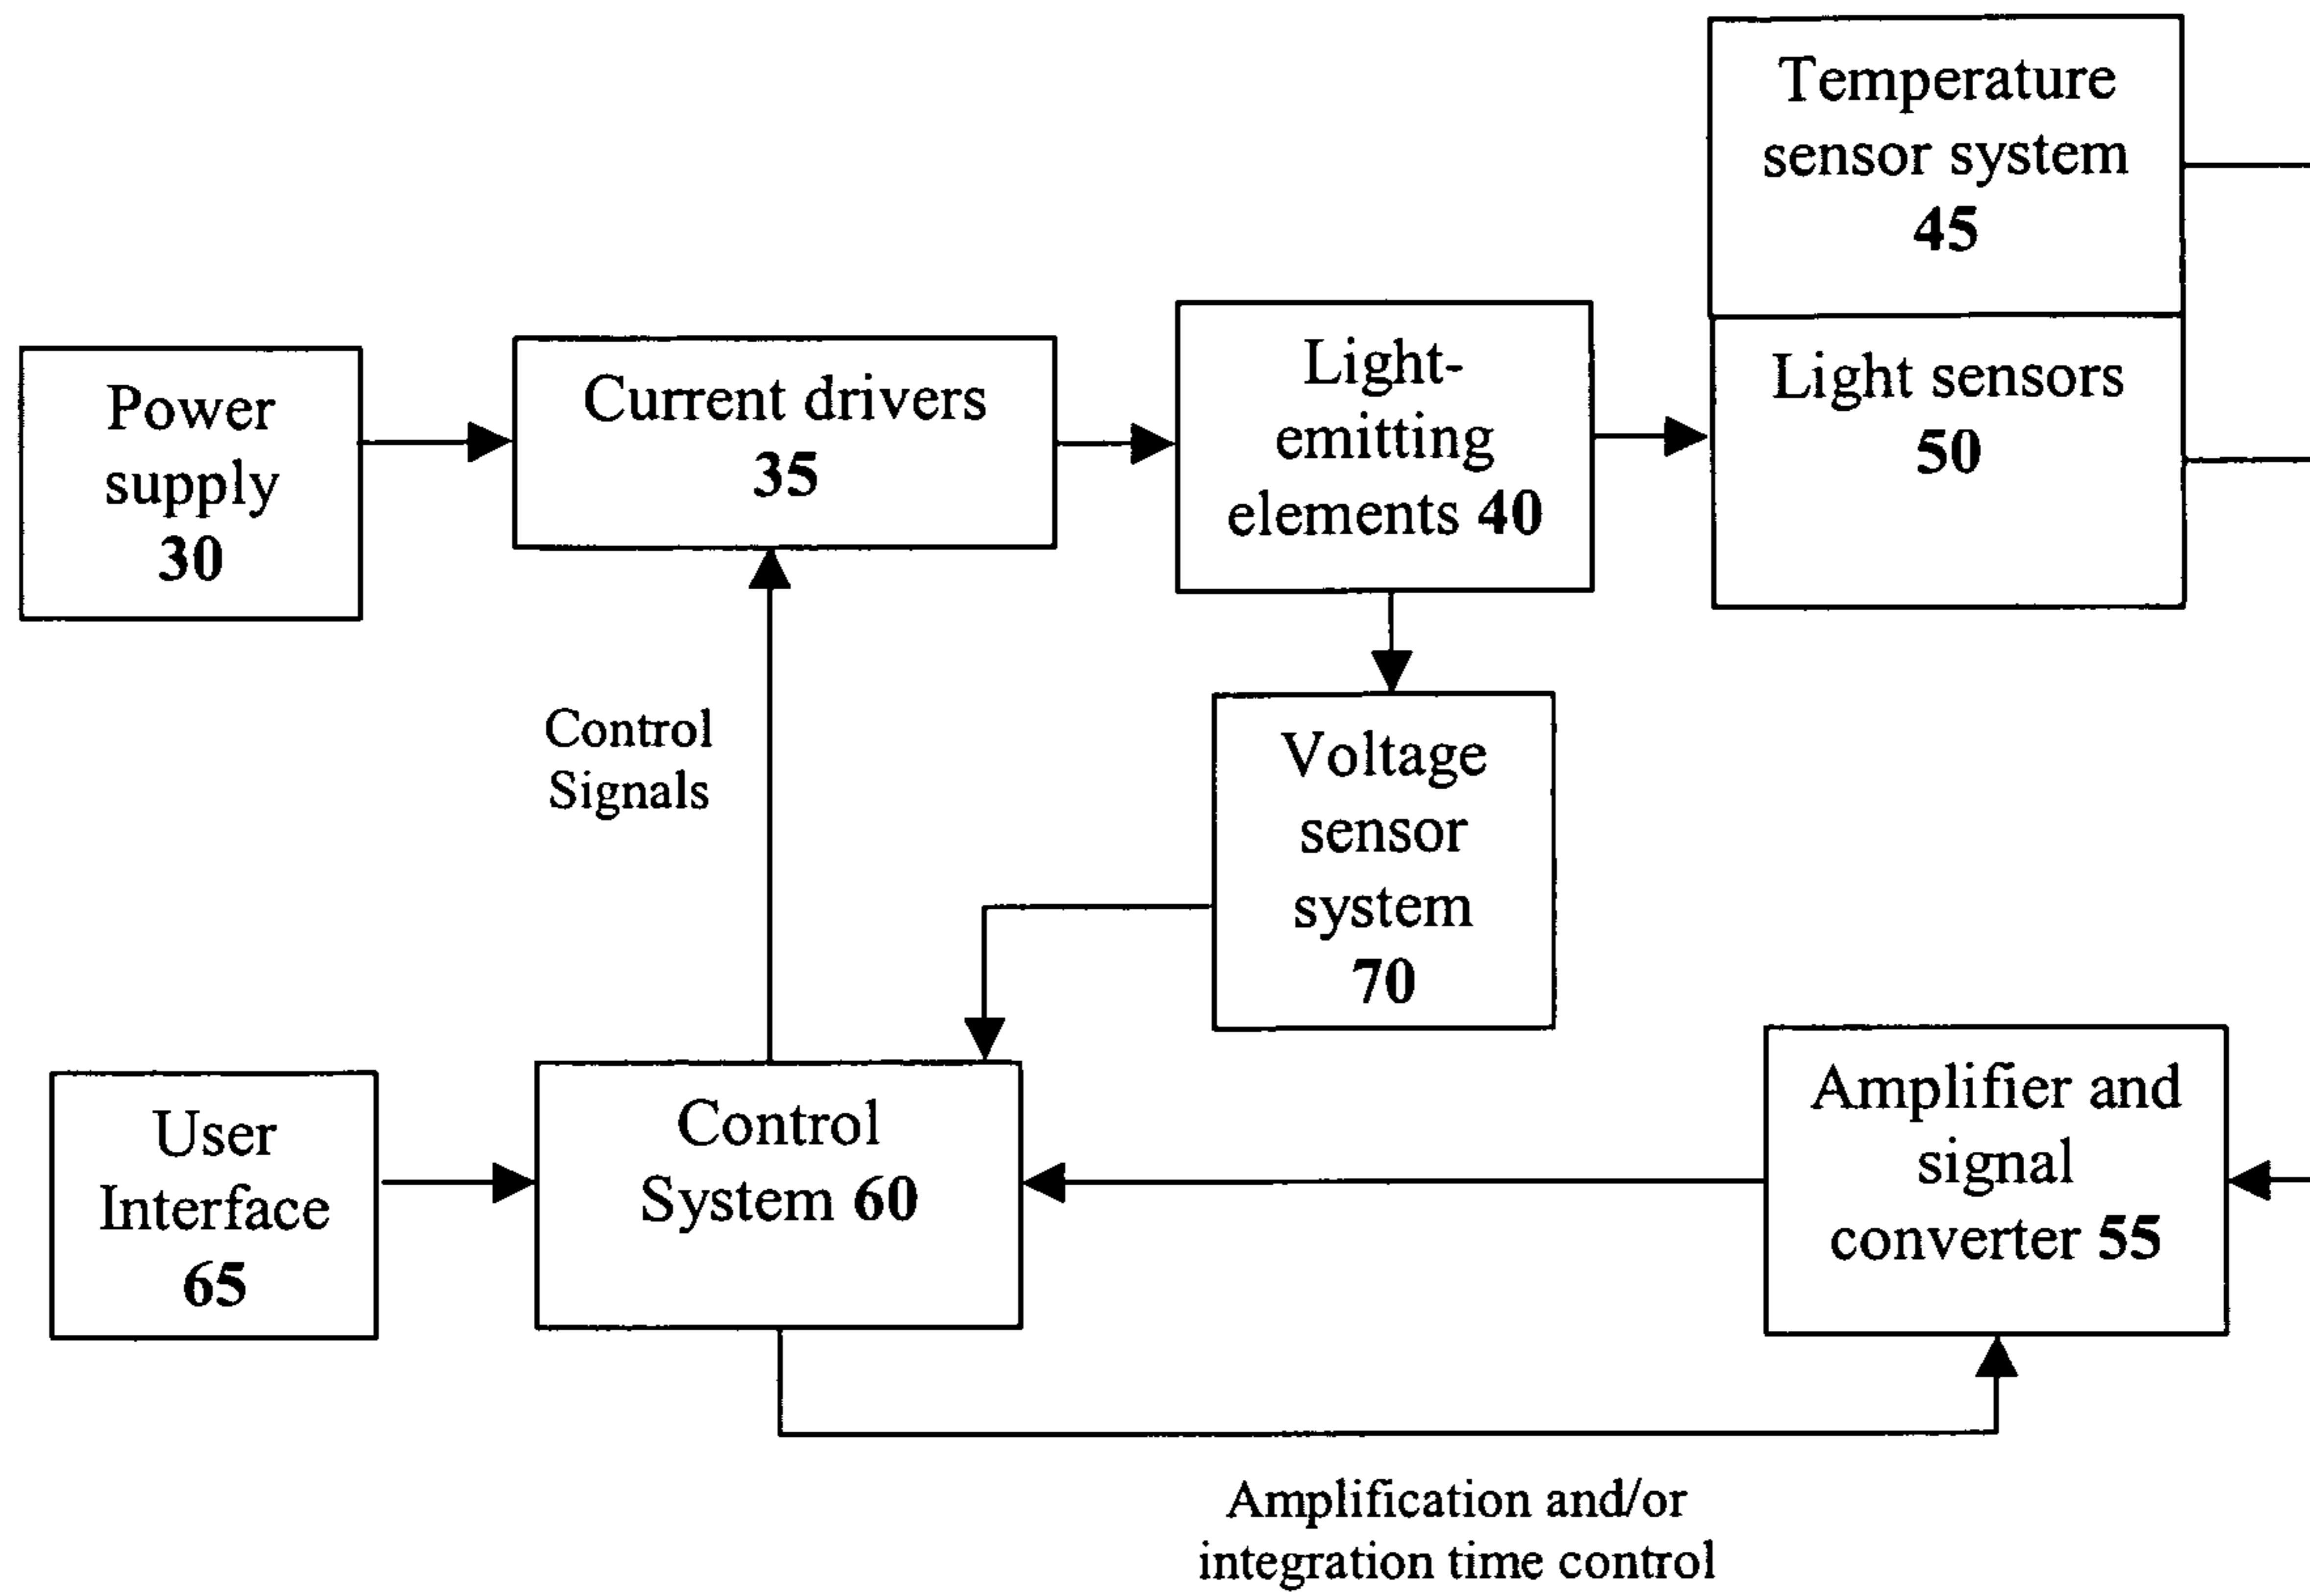 Temperature
sensor system
45
Power
supply
30
Current drivers
35
Light-
emitting
elements 40
Light sensors
50
Control
Signals
Voltage
sensor
system
70
User
Interface
65
Control
System 60
Amplifier and
signal
converter 55
Amplification and/or
integration time control